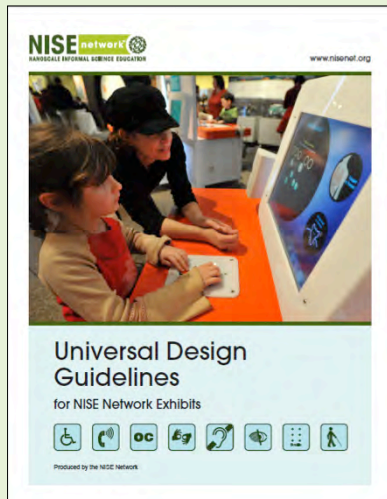 NISE network
NANOSCALE INFORMAL SCIENCE EDUCATION
www.nisenet.org
Universal Design
Guidelines
for NISE Network Exhibits
OC
Produced by the NISE Network